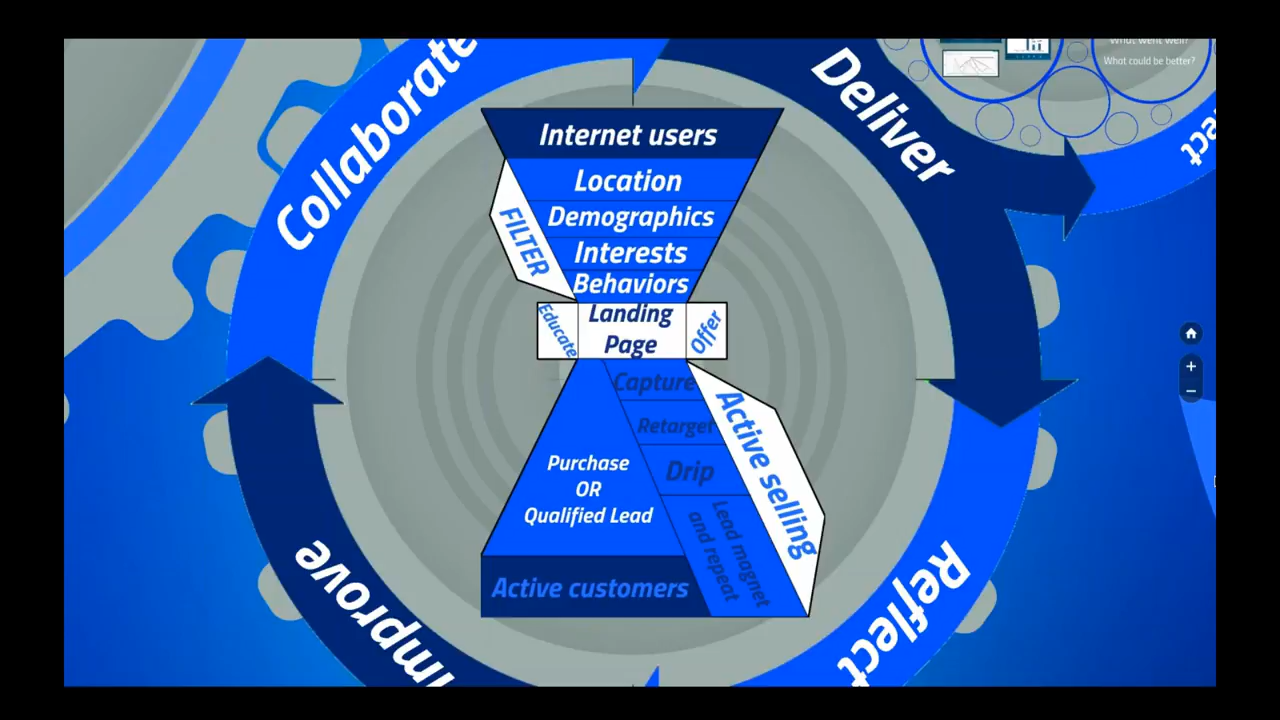 Collaborate
Deliver
What went well?
What could be better?
Internet users
Location
Demographics
Interests
Behaviors
FILTER
Educate
Landing
Page
Offer
Capture
Retarget
Drip
Lead magnet
and repeat
Active selling
Purchase
OR
Qualified Lead
Active customers
Improve
Reflect